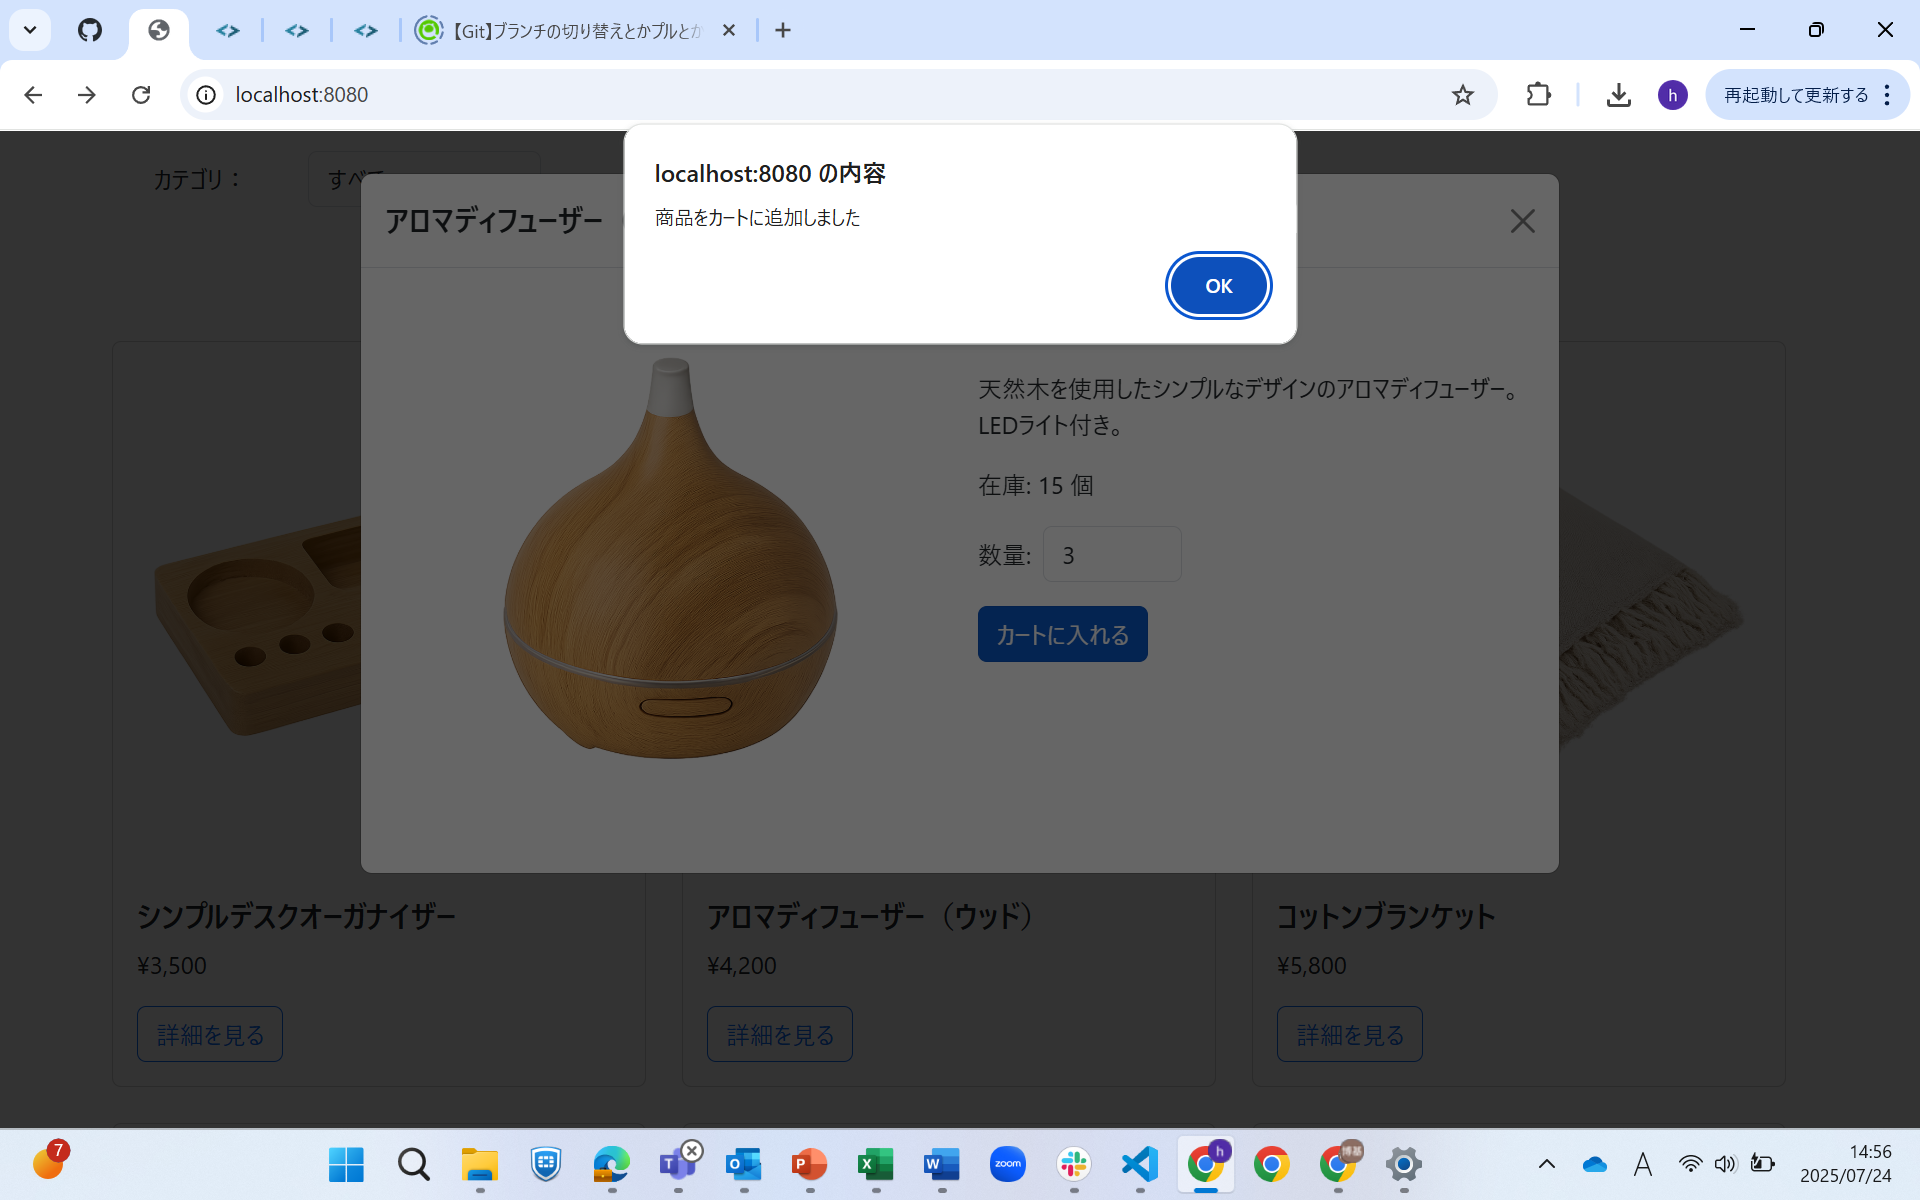 【Git】ブランチの切り替えとかプルとか
localhost:8080
h
再起動して更新する
カテゴリ：
アロマディフューザー
localhost:8080 の内容
商品をカートに追加しました
OK
天然木を使用したシンプルなデザインのアロマディフューザー。
LEDライト付き。
在庫: 15 個
数量: 3
カートに入れる
シンプルデスクオーガナイザー
¥3,500
詳細を見る
アロマディフューザー（ウッド）
¥4,200
詳細を見る
コットンブランケット
¥5,800
詳細を見る
7
zoom
h
博基
A
14:56
2025/07/24